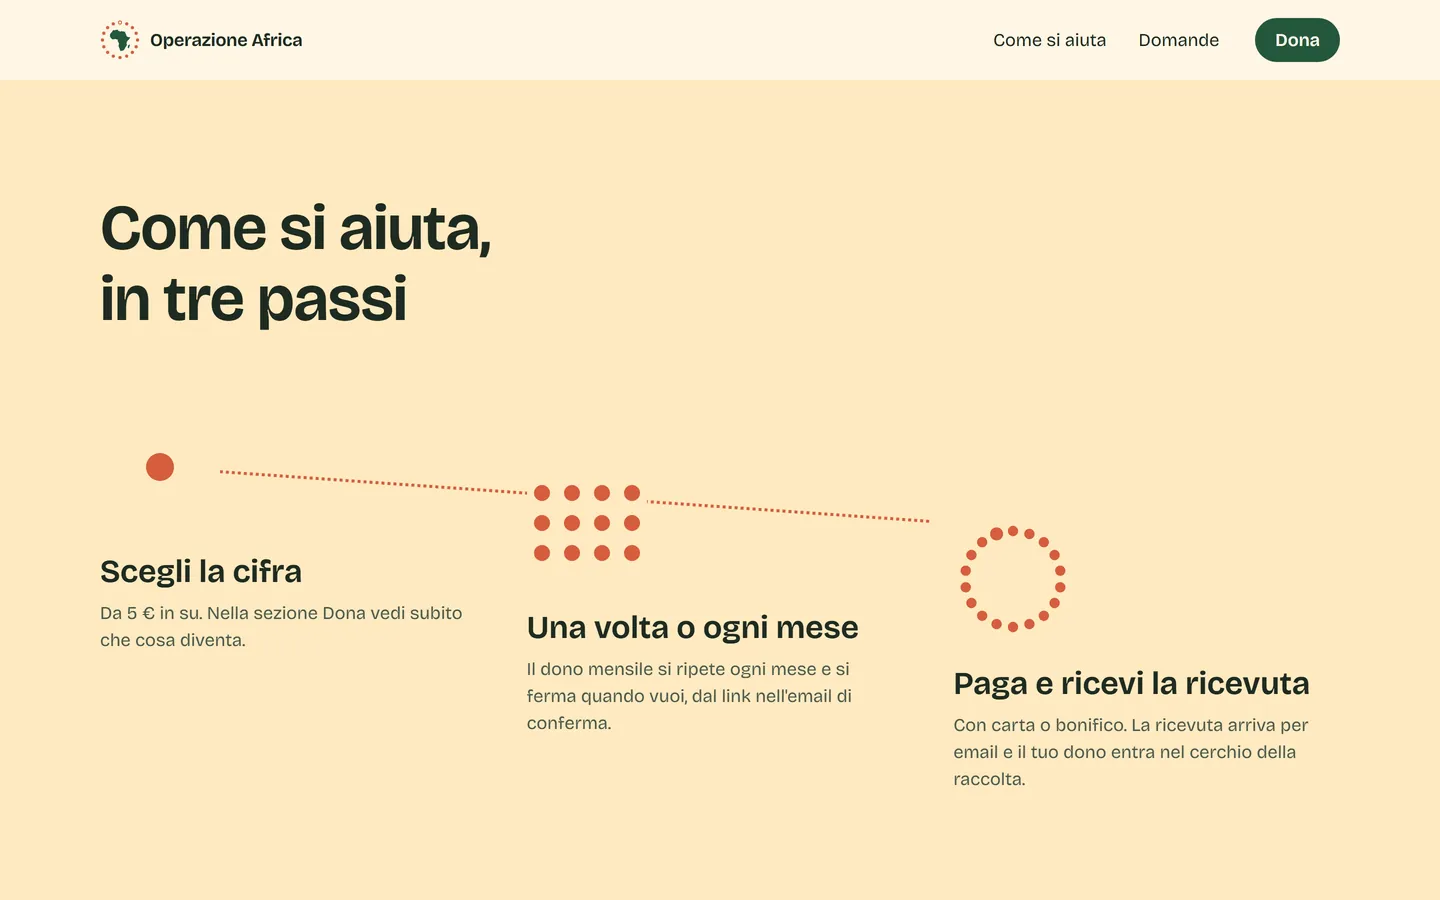 Operazione Africa
Come si aiuta
Domande
Dona
Come si aiuta,
in tre passi
Scegli la cifra
Da 5 € in su. Nella sezione Dona vedi subito
che cosa diventa.
Una volta o ogni mese
Il dono mensile si ripete ogni mese e si
ferma quando vuoi, dal link nell'email di
conferma.
Paga e ricevi la ricevuta
Con carta o bonifico. La ricevuta arriva per
email e il tuo dono entra nel cerchio della
raccolta.